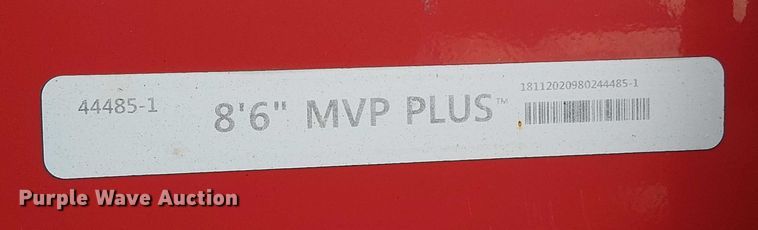 44485-1
8'6" MVP PLUS™
18112020980244485-1
Purple Wave Auction